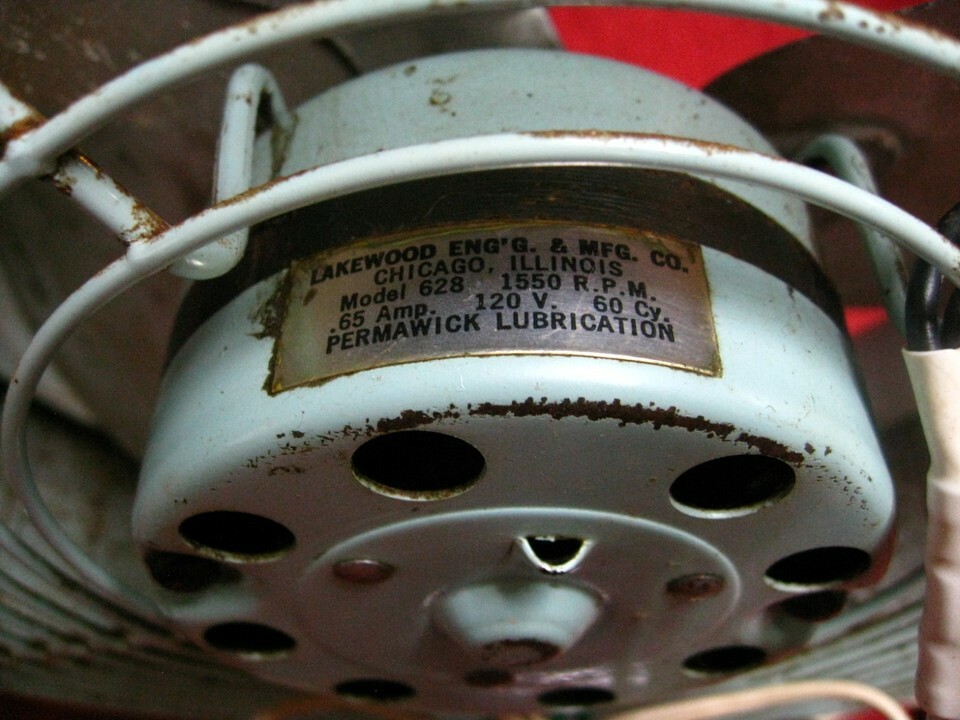 LAKEWOOD ENG'G. & MFG. CO.
CHICAGO, ILLINOIS
Model 628 1550 R.P.M.
.65 Amp. 120 V. 60 Cy.
PERMAWICK LUBRICATION